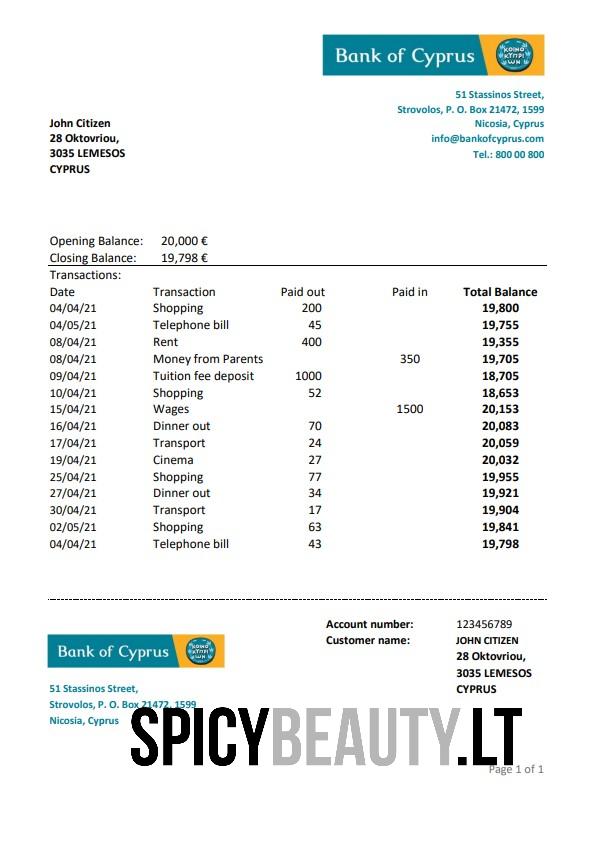 Bank of Cyprus
ΚΟΙΝΟ
ΚΥΠΡΙ
ΩΝ
51 Stassinos Street,
Strovolos, P. O. Box 21472, 1599
Nicosia, Cyprus
info@bankofcyprus.com
Tel.: 800 00 800
John Citizen
28 Oktovriou,
3035 LEMESOS
CYPRUS
Opening Balance: 20,000 €
Closing Balance: 19,798 €
Transactions:
Date Transaction Paid out Paid in Total Balance
04/04/21 Shopping 200 19,800
04/05/21 Telephone bill 45 19,755
08/04/21 Rent 400 19,355
08/04/21 Money from Parents 350 19,705
09/04/21 Tuition fee deposit 1000 18,705
10/04/21 Shopping 52 18,653
15/04/21 Wages 1500 20,153
16/04/21 Dinner out 70 20,083
17/04/21 Transport 24 20,059
19/04/21 Cinema 27 20,032
25/04/21 Shopping 77 19,955
27/04/21 Dinner out 34 19,921
30/04/21 Transport 17 19,904
02/05/21 Shopping 63 19,841
04/04/21 Telephone bill 43 19,798
Account number: 123456789
Customer name: JOHN CITIZEN
28 Oktovriou,
3035 LEMESOS
CYPRUS
Bank of Cyprus
ΚΟΙΝΟ
ΚΥΠΡΙ
ΩΝ
51 Stassinos Street,
Strovolos, P. O. Box 21472, 1599
Nicosia, Cyprus
SPICYBEAUTY.LT
Page 1 of 1